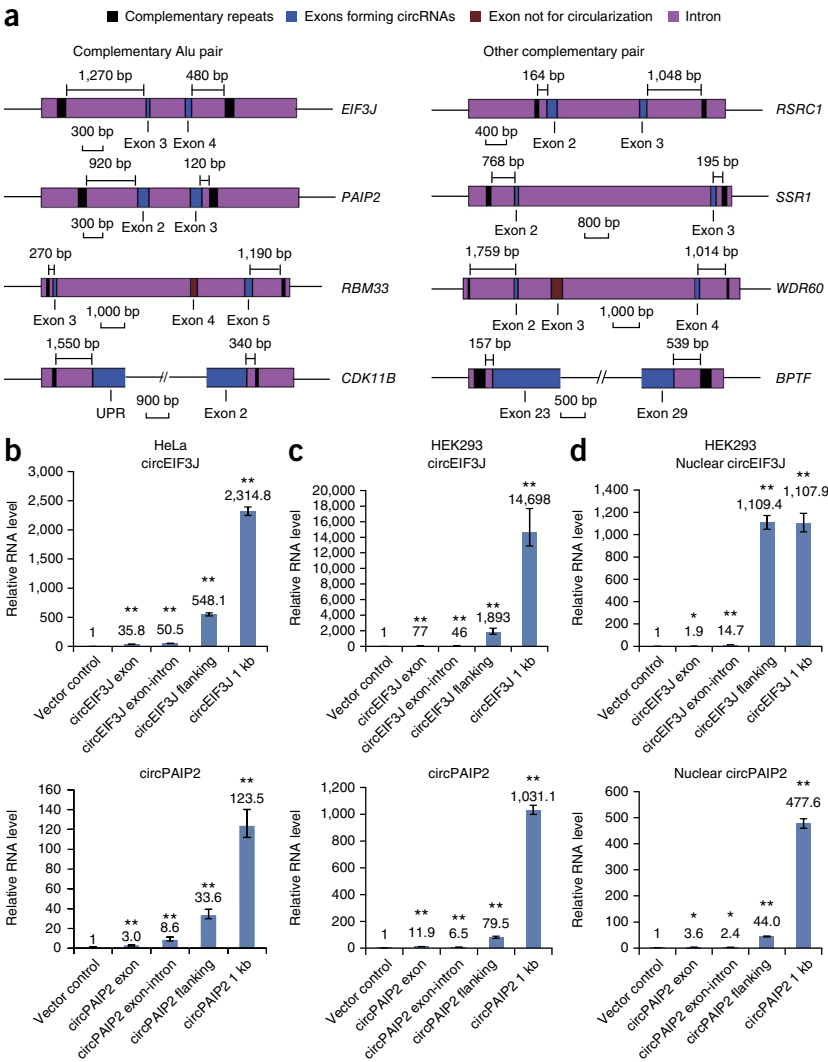 a
Complementary repeats Exons forming circRNAs Exon not for circularization Intron
Complementary Alu pair
1,270 bp 480 bp
EIF3J
Exon 3 Exon 4
300 bp
920 bp 120 bp
PAIP2
Exon 2 Exon 3
300 bp
270 bp 1,190 bp
RBM33
Exon 3 1,000 bp Exon 4 Exon 5
1,550 bp 340 bp
CDK11B
UPR 900 bp Exon 2
Other complementary pair
164 bp 1,048 bp
RSRC1
400 bp Exon 2 Exon 3
768 bp 195 bp
SSR1
Exon 2 800 bp Exon 3
1,759 bp 1,014 bp
WDR60
Exon 2 Exon 3 1,000 bp Exon 4
157 bp 539 bp
BPTF
Exon 23 500 bp Exon 29
b
HeLa
circEIF3J
Relative RNA level
3,000
2,500
2,000
1,500
1,000
500
0
1
** 35.8
** 50.5
** 548.1
** 2,314.8
Vector control
circEIF3J exon
circEIF3J exon-intron
circEIF3J flanking
circEIF3J 1 kb
circPAIP2
Relative RNA level
160
140
120
100
80
60
40
20
0
1
** 3.0
** 8.6
** 33.6
** 123.5
Vector control
circPAIP2 exon
circPAIP2 exon-intron
circPAIP2 flanking
circPAIP2 1 kb
c
HEK293
circEIF3J
Relative RNA level
20,000
18,000
16,000
14,000
12,000
10,000
8,000
6,000
4,000
2,000
0
1
** 77
** 46
** 1,893
** 14,698
Vector control
circEIF3J exon
circEIF3J exon-intron
circEIF3J flanking
circEIF3J 1 kb
circPAIP2
Relative RNA level
1,200
1,000
800
600
400
200
0
1
** 11.9
** 6.5
** 79.5
** 1,031.1
Vector control
circPAIP2 exon
circPAIP2 exon-intron
circPAIP2 flanking
circPAIP2 1 kb
d
HEK293
Nuclear circEIF3J
Relative RNA level
1,400
1,200
1,000
800
600
400
200
0
1
* 1.9
** 14.7
** 1,109.4
** 1,107.9
Vector control
circEIF3J exon
circEIF3J exon-intron
circEIF3J flanking
circEIF3J 1 kb
Nuclear circPAIP2
Relative RNA level
600
500
400
300
200
100
0
1
* 3.6
* 2.4
** 44.0
** 477.6
Vector control
circPAIP2 exon
circPAIP2 exon-intron
circPAIP2 flanking
circPAIP2 1 kb